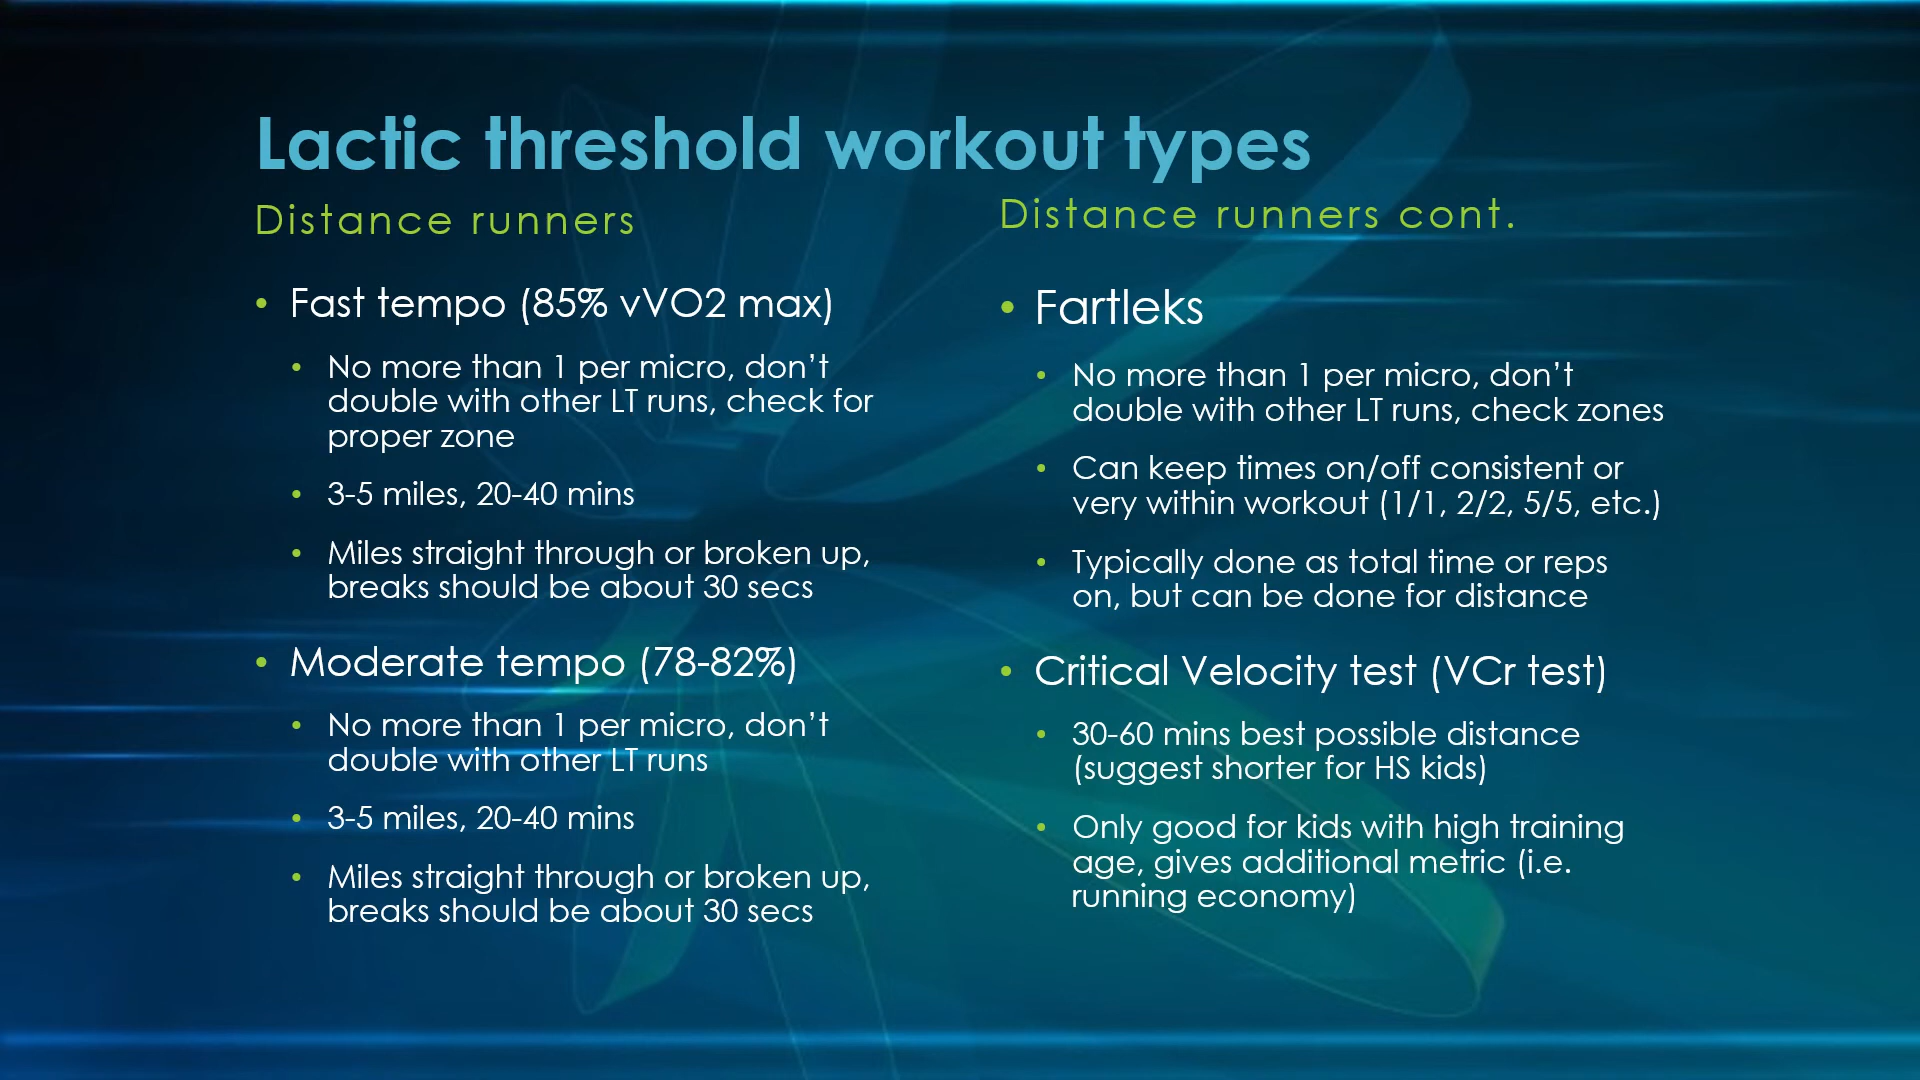 Lactic threshold workout types
Distance runners
• Fast tempo (85% vVO2 max)
• No more than 1 per micro, don’t
double with other LT runs, check for
proper zone
• 3-5 miles, 20-40 mins
• Miles straight through or broken up,
breaks should be about 30 secs
• Moderate tempo (78-82%)
• No more than 1 per micro, don’t
double with other LT runs
• 3-5 miles, 20-40 mins
• Miles straight through or broken up,
breaks should be about 30 secs
Distance runners cont.
• Fartleks
• No more than 1 per micro, don’t
double with other LT runs, check zones
• Can keep times on/off consistent or
very within workout (1/1, 2/2, 5/5, etc.)
• Typically done as total time or reps
on, but can be done for distance
• Critical Velocity test (VCr test)
• 30-60 mins best possible distance
(suggest shorter for HS kids)
• Only good for kids with high training
age, gives additional metric (i.e.
running economy)